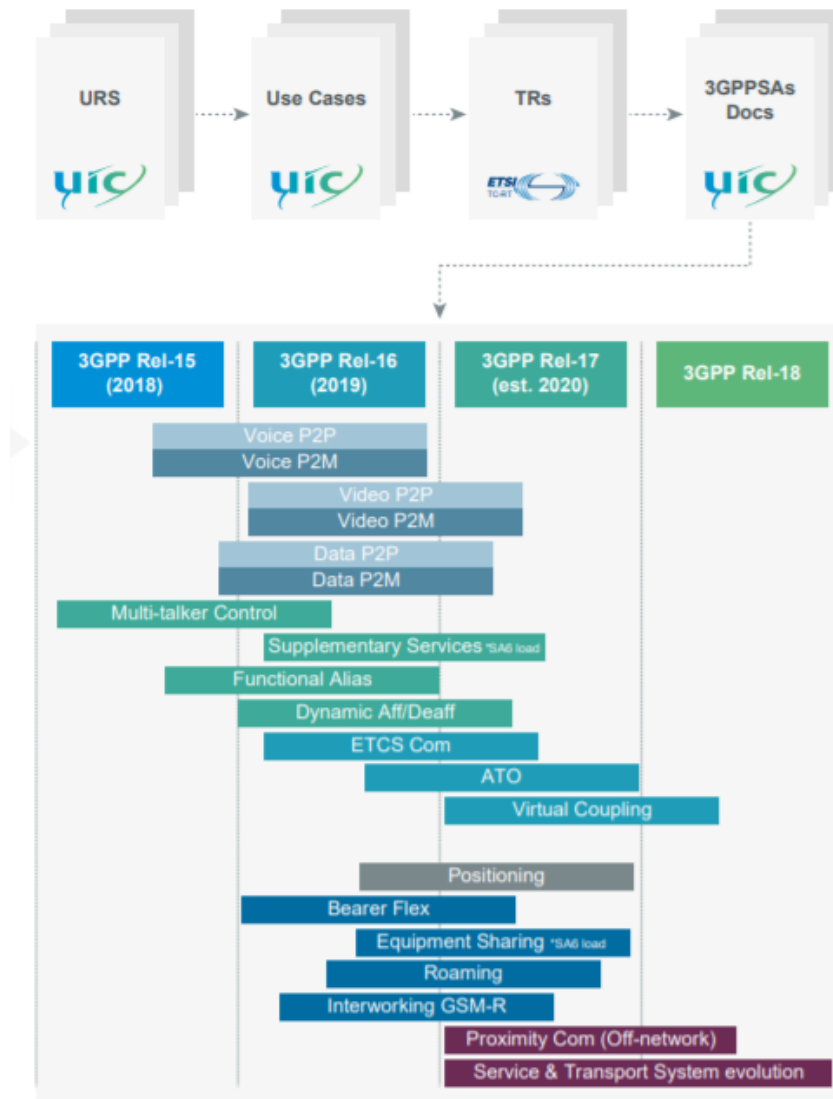 URS
Use Cases
TRs
3GPPSAs
Docs
uic
uic
ETSI
TC-RT
uic
3GPP Rel-15
(2018)
3GPP Rel-16
(2019)
3GPP Rel-17
(est. 2020)
3GPP Rel-18
Voice P2P
Voice P2M
Video P2P
Video P2M
Data P2P
Data P2M
Multi-talker Control
Supplementary Services *SA6 load
Functional Alias
Dynamic Aff/Deaff
ETCS Com
ATO
Virtual Coupling
Positioning
Bearer Flex
Equipment Sharing *SA6 load
Roaming
Interworking GSM-R
Proximity Com (Off-network)
Service & Transport System evolution